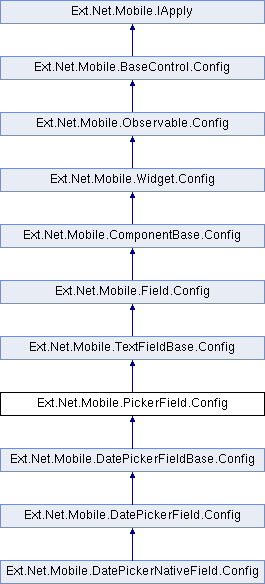 Ext.Net.Mobile.IApply
Ext.Net.Mobile.BaseControl.Config
Ext.Net.Mobile.Observable.Config
Ext.Net.Mobile.Widget.Config
Ext.Net.Mobile.ComponentBase.Config
Ext.Net.Mobile.Field.Config
Ext.Net.Mobile.TextFieldBase.Config
Ext.Net.Mobile.PickerField.Config
Ext.Net.Mobile.DatePickerFieldBase.Config
Ext.Net.Mobile.DatePickerField.Config
Ext.Net.Mobile.DatePickerNativeField.Config